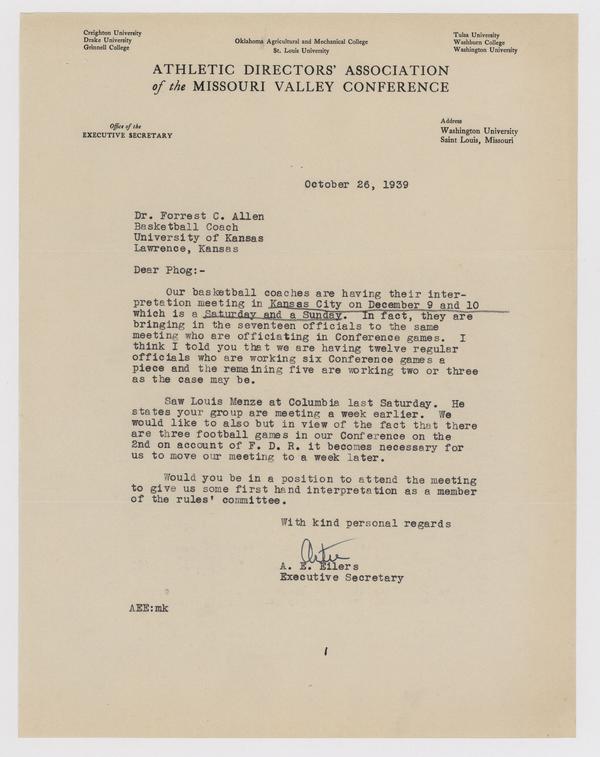 Creighton University
Drake University
Grinnell College
Oklahoma Agricultural and Mechanical College
St. Louis University
Tulsa University
Washburn College
Washington University
ATHLETIC DIRECTORS' ASSOCIATION
of the MISSOURI VALLEY CONFERENCE
Office of the
EXECUTIVE SECRETARY
Address
Washington University
Saint Louis, Missouri
October 26, 1939
Dr. Forrest C. Allen
Basketball Coach
University of Kansas
Lawrence, Kansas
Dear Phog:-
Our basketball coaches are having their inter-
pretation meeting in Kansas City on December 9 and 10
which is a Saturday and a Sunday. In fact, they are
bringing in the seventeen officials to the same
meeting who are officiating in Conference games. I
think I told you that we are having twelve regular
officials who are working six Conference games a
piece and the remaining five are working two or three
as the case may be.
Saw Louis Menze at Columbia last Saturday. He
states your group are meeting a week earlier. We
would like to also but in view of the fact that there
are three football games in our Conference on the
2nd on account of F. D. R. it becomes necessary for
us to move our meeting to a week later.
Would you be in a position to attend the meeting
to give us some first hand interpretation as a member
of the rules' committee.
With kind personal regards
Artie
A. E. Eilers
Executive Secretary
AEE:mk
1